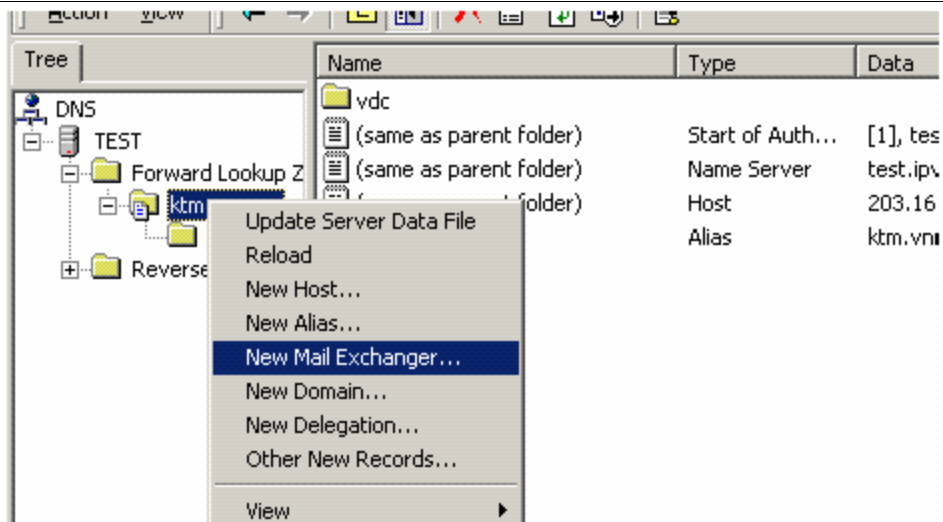 Action View
Tree
Name Type Data
DNS
vdc
TEST
(same as parent folder) Start of Auth... [1], tes
Forward Lookup Z
(same as parent folder) Name Server test.ip
ktm
folder) Host 203.16
Alias ktm.vn
Reverse
Update Server Data File
Reload
New Host...
New Alias...
New Mail Exchanger...
New Domain...
New Delegation...
Other New Records...
View